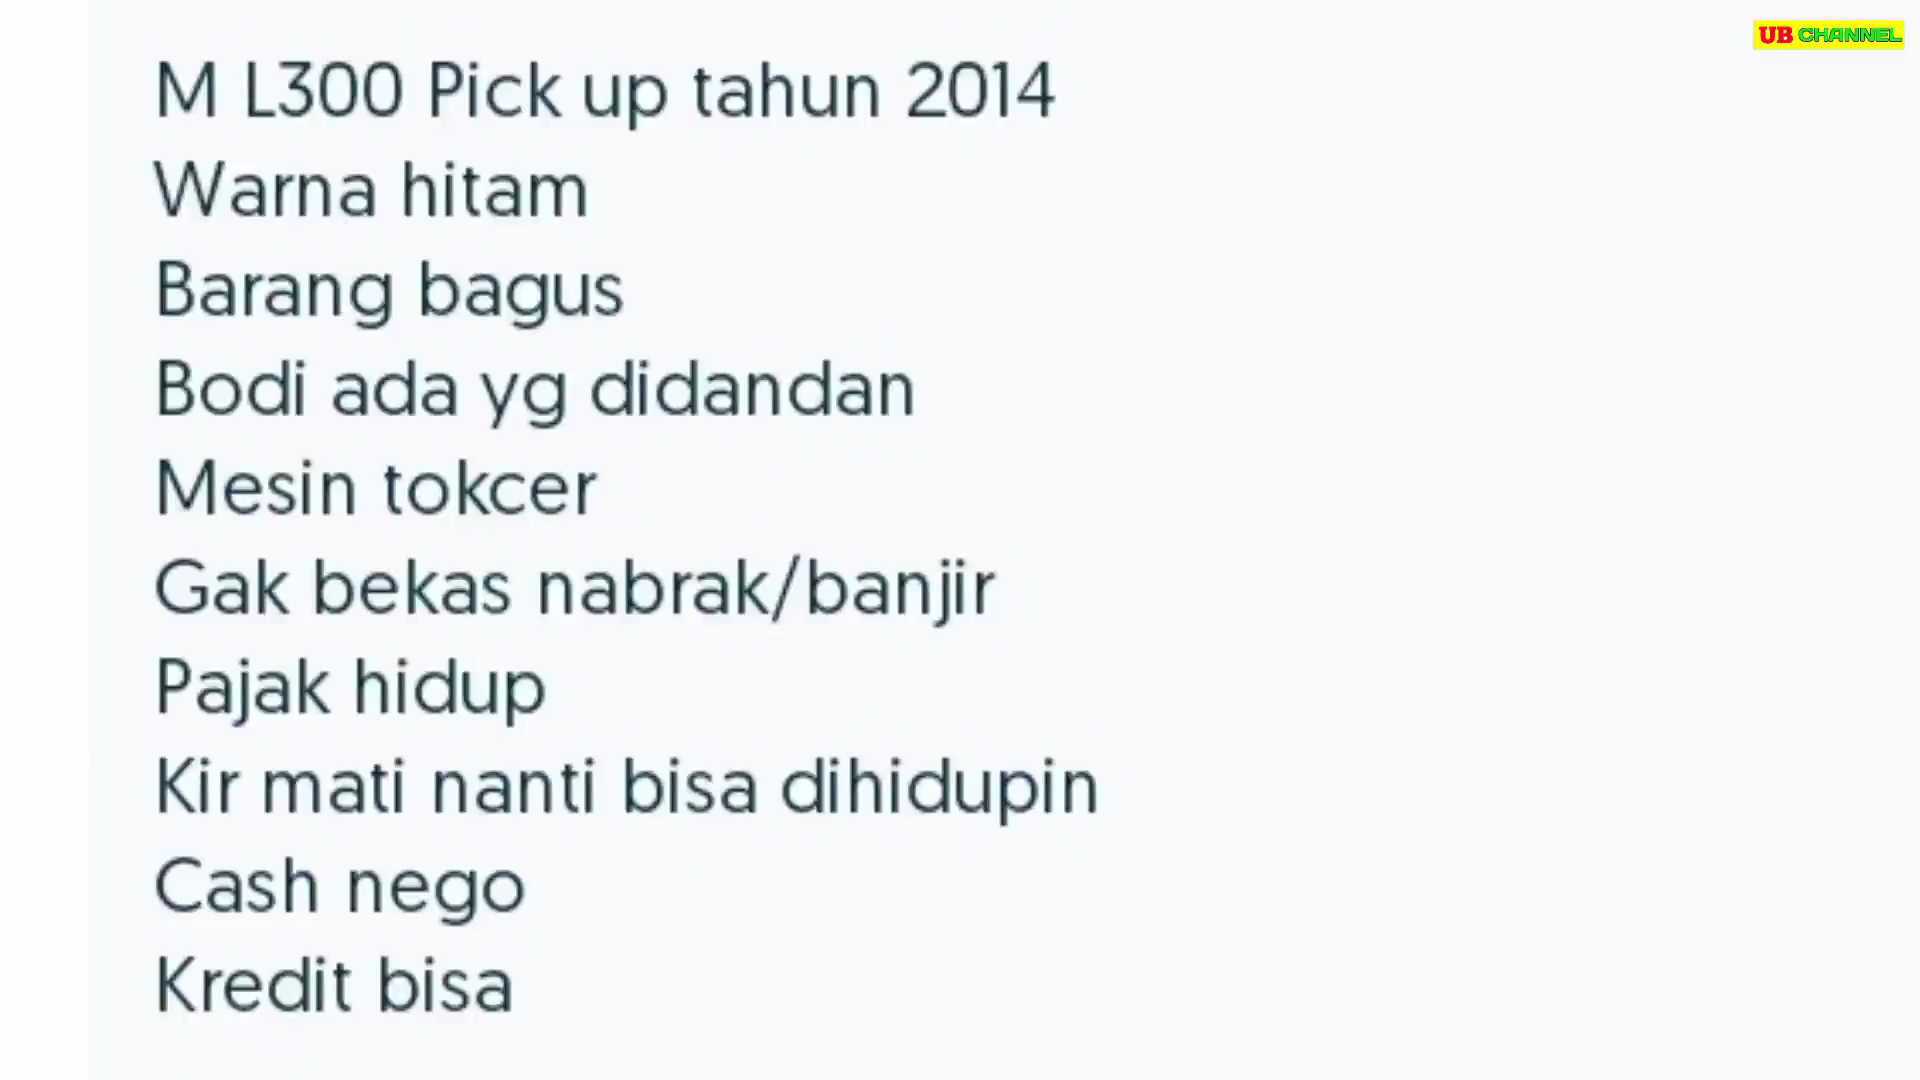 UB CHANNEL
M L300 Pick up tahun 2014
Warna hitam
Barang bagus
Bodi ada yg didandan
Mesin tokcer
Gak bekas nabrak/banjir
Pajak hidup
Kir mati nanti bisa dihidupin
Cash nego
Kredit bisa